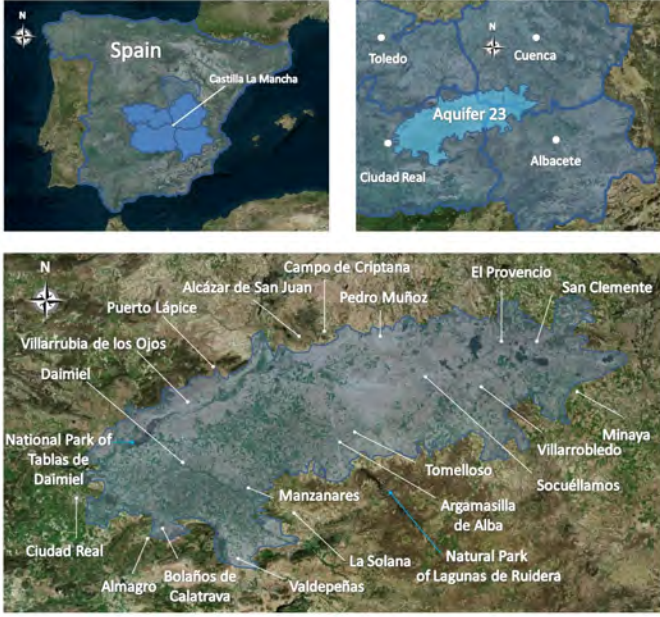 N
Spain
Castilla La Mancha
N
Toledo
Cuenca
Aquifer 23
Ciudad Real
Albacete
N
Campo de Criptana
El Provencio
Alcázar de San Juan
San Clemente
Puerto Lápice
Pedro Muñoz
Villarrubia de los Ojos
Daimiel
National Park of
Tablas de
Daimiel
Minaya
Villarrobledo
Tomelloso
Socuéllamos
Manzanares
Argamasilla
de Alba
Ciudad Real
La Solana
Natural Park
of Lagunas de Ruidera
Almagro
Bolaños de
Calatrava
Valdepeñas